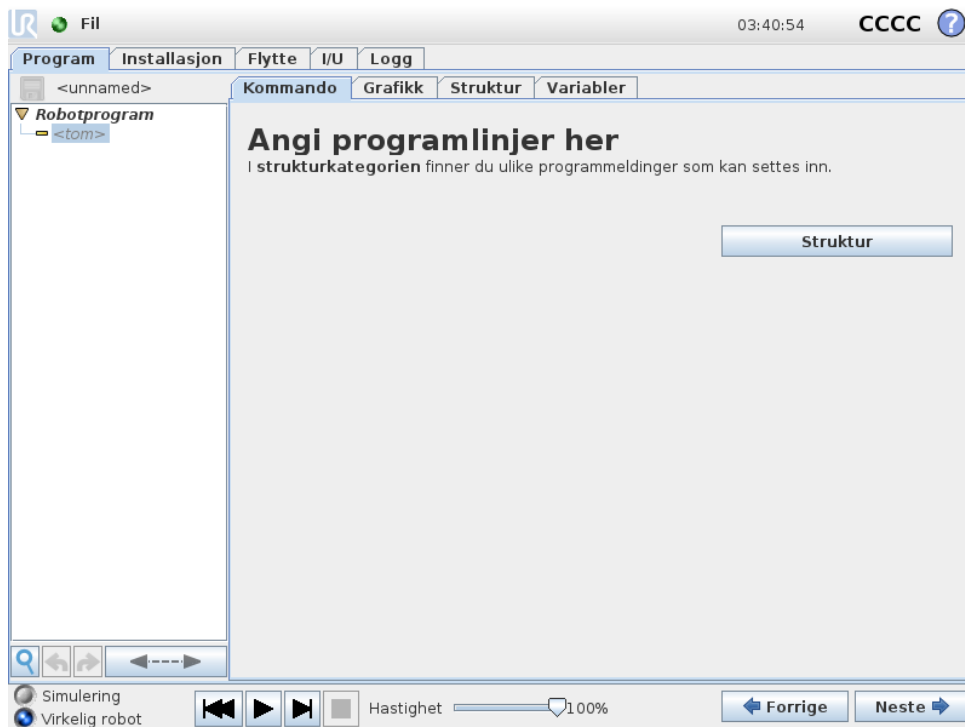 UR Fil 03:40:54 CCCC ?
Program Installasjon Flytte I/U Logg
<unnamed> Kommando Grafikk Struktur Variabler
Robotprogram
<tom>
Angi programlinjer her
I strukturkategorien finner du ulike programmeldinger som kan settes inn.
Struktur
Simulering
Virkelig robot
Hastighet 100%
Forrige Neste